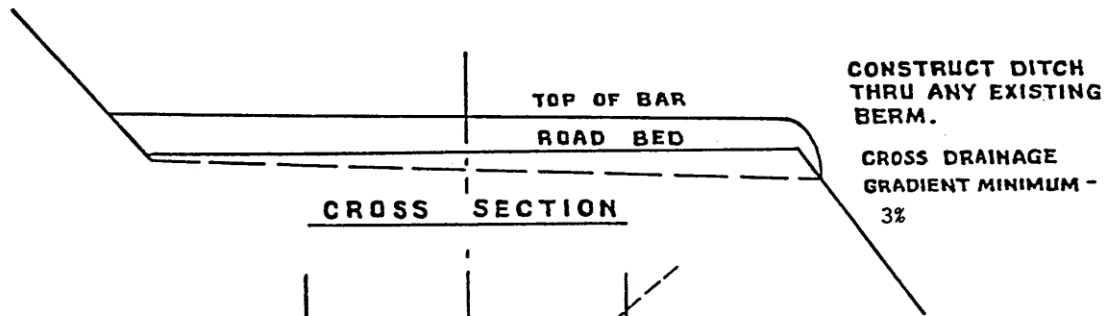 TOP OF BAR
ROAD BED
CROSS SECTION
CONSTRUCT DITCH
THRU ANY EXISTING
BERM.
CROSS DRAINAGE
GRADIENT MINIMUM -
3%